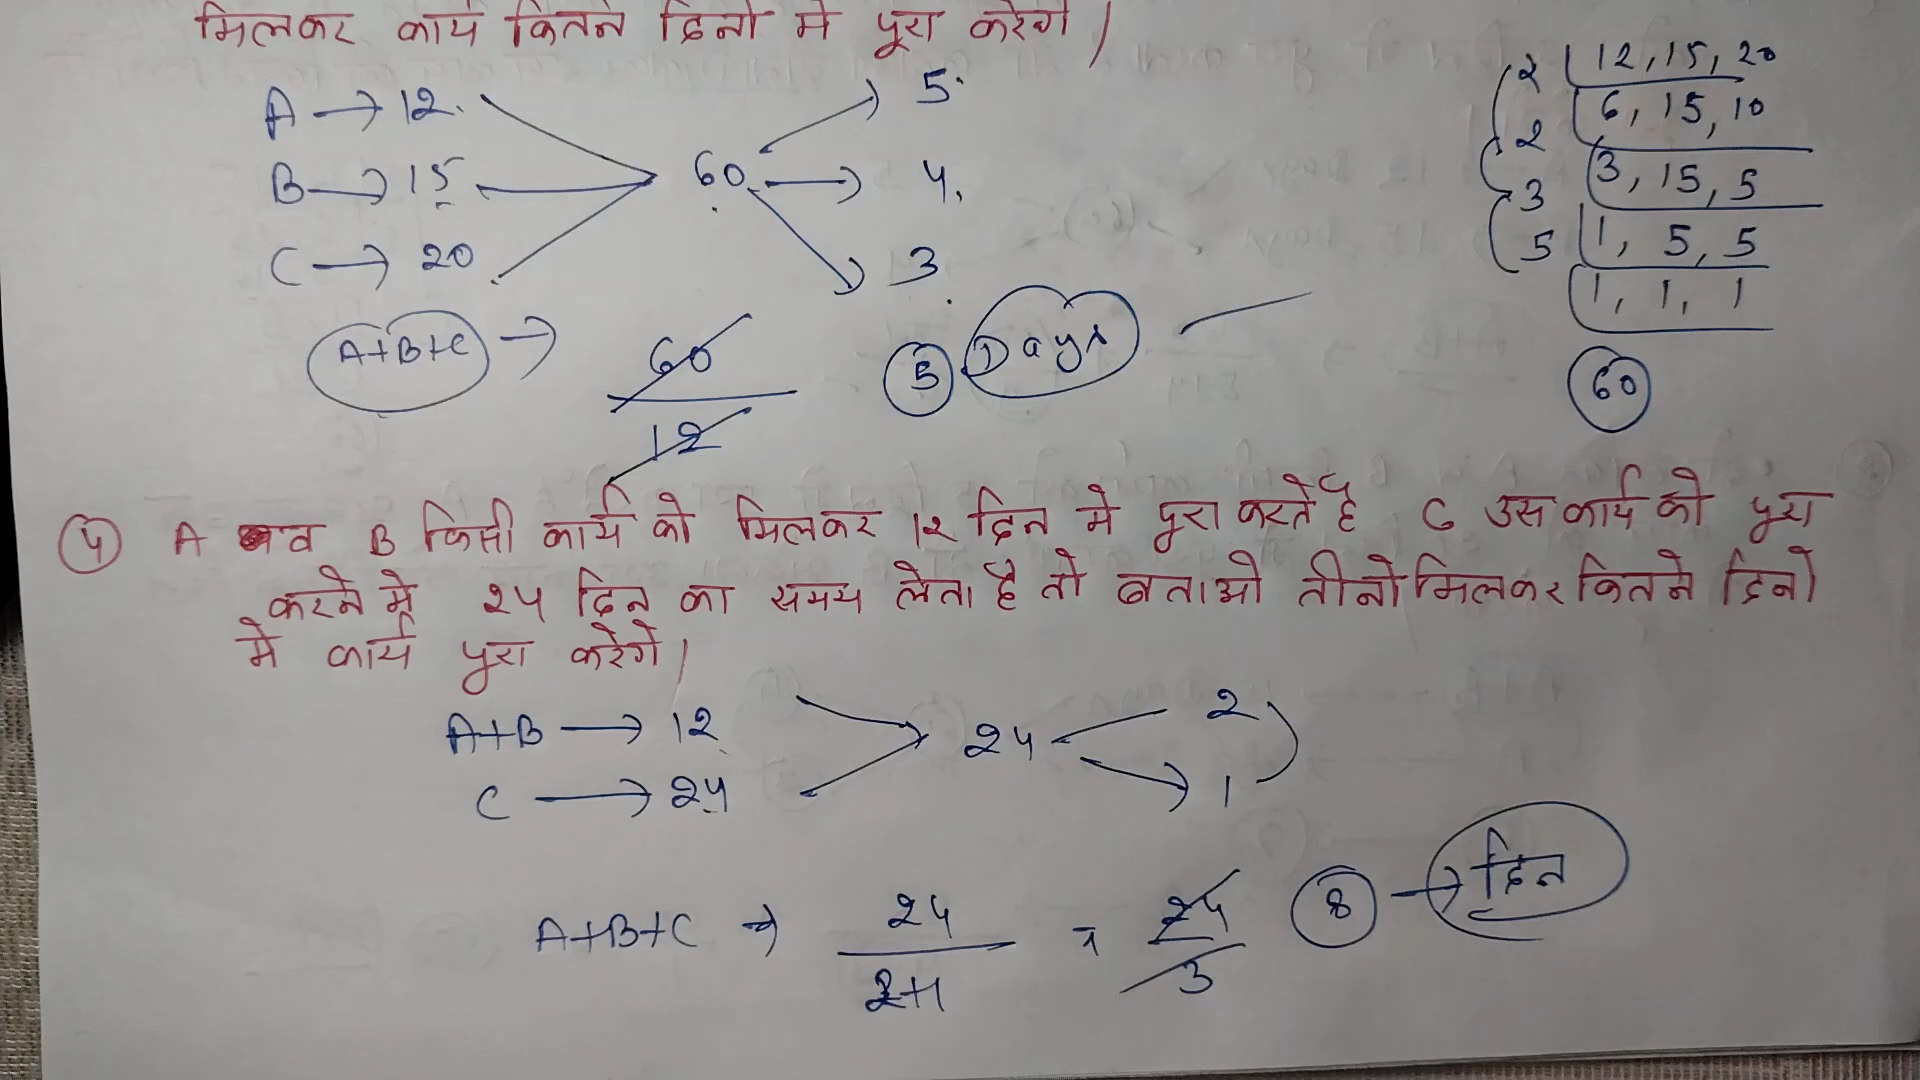 मिलकर कार्य कितने दिनो मे पूरा करेगे।
A → 12
B → 15
C → 20
60
5
4
3
2 | 12, 15, 20
2 | 6, 15, 10
3 | 3, 15, 5
5 | 1, 5, 5
1, 1, 1
60
A+B+C → 60/12 5 Days
(4) A व B किसी कार्य को मिलकर 12 दिन मे पूरा करते है C उस कार्य को पूरा
करने मे 24 दिन का समय लेता है तो बताओ तीनो मिलकर कितने दिनो
मे कार्य पूरा करेगे।
A+B → 12
C → 24
24
2
1
A+B+C → 24/2+1 = 24/3 8 → दिन